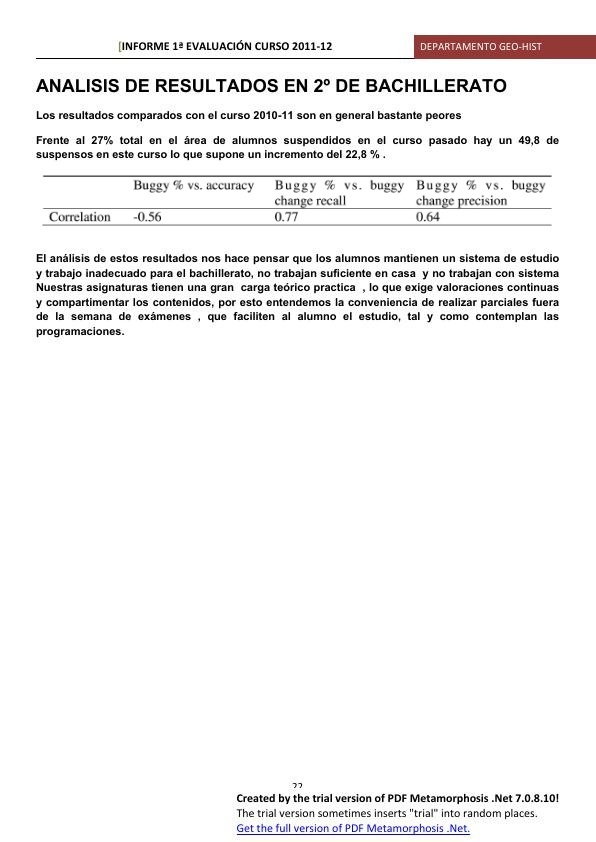 [INFORME 1ª EVALUACIÓN CURSO 2011-12 DEPARTAMENTO GEO-HIST
ANALISIS DE RESULTADOS EN 2º DE BACHILLERATO
Los resultados comparados con el curso 2010-11 son en general bastante peores
Frente al 27% total en el área de alumnos suspendidos en el curso pasado hay un 49,8 de
suspensos en este curso lo que supone un incremento del 22,8 % .
Buggy % vs. accuracy Buggy % vs. buggy Buggy % vs. buggy
change recall change precision
Correlation -0.56 0.77 0.64
El análisis de estos resultados nos hace pensar que los alumnos mantienen un sistema de estudio
y trabajo inadecuado para el bachillerato, no trabajan suficiente en casa y no trabajan con sistema
Nuestras asignaturas tienen una gran carga teórico practica , lo que exige valoraciones continuas
y compartimentar los contenidos, por esto entendemos la conveniencia de realizar parciales fuera
de la semana de exámenes , que faciliten al alumno el estudio, tal y como contemplan las
programaciones.
22
Created by the trial version of PDF Metamorphosis .Net 7.0.8.10!
The trial version sometimes inserts "trial" into random places.
Get the full version of PDF Metamorphosis .Net.